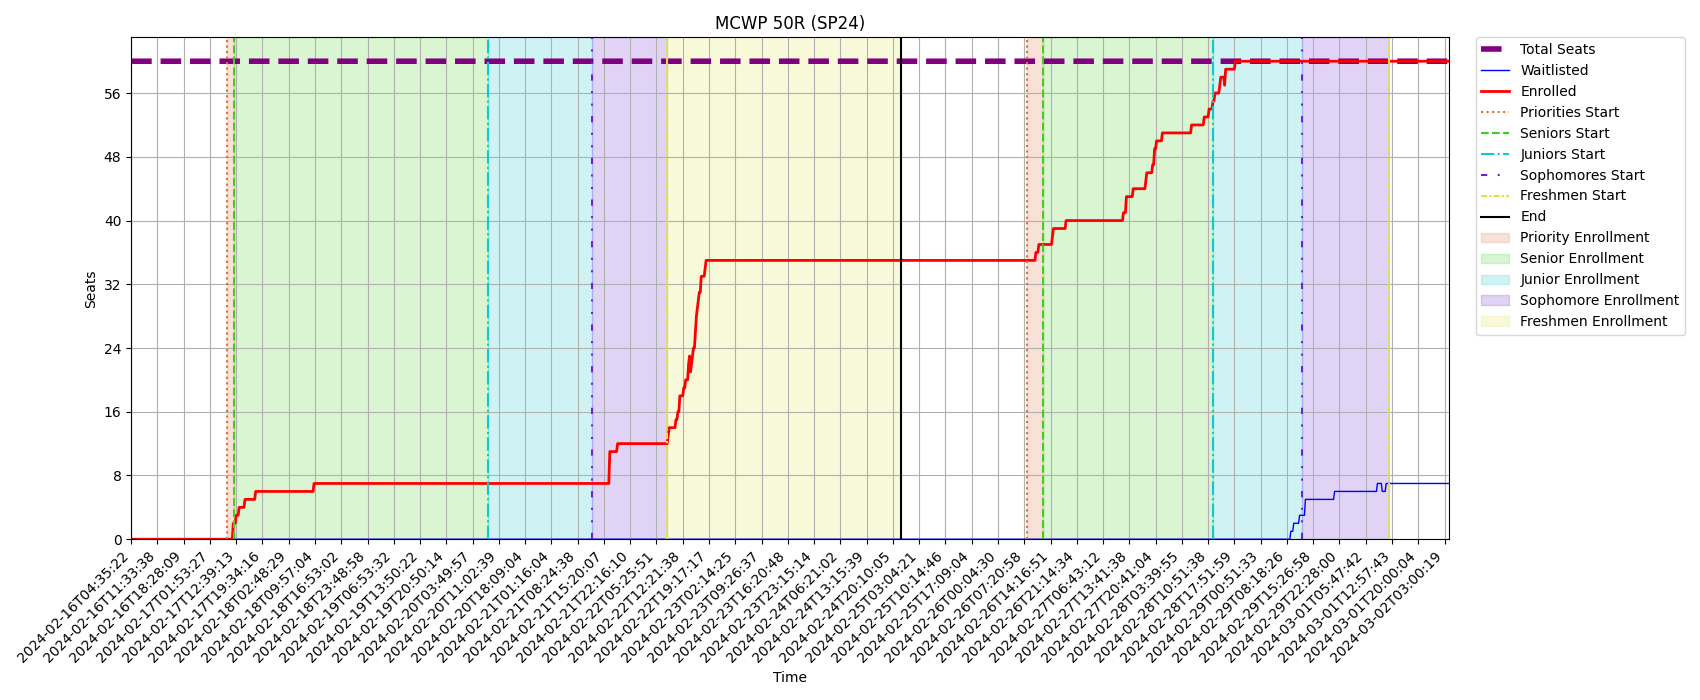 MCWP 50R (SP24)
Total Seats
Waitlisted
Enrolled
Priorities Start
Seniors Start
Juniors Start
Sophomores Start
Freshmen Start
End
Priority Enrollment
Senior Enrollment
Junior Enrollment
Sophomore Enrollment
Freshmen Enrollment
Seats
56
48
40
32
24
16
8
0
2024-02-16T04:35:22
2024-02-16T11:33:38
2024-02-16T18:28:09
2024-02-17T01:53:27
2024-02-17T12:39:13
2024-02-17T19:34:16
2024-02-18T02:48:29
2024-02-18T09:57:04
2024-02-18T16:53:02
2024-02-18T23:48:58
2024-02-19T06:53:32
2024-02-19T13:50:22
2024-02-19T20:50:14
2024-02-20T03:49:57
2024-02-20T11:02:39
2024-02-20T18:09:04
2024-02-21T01:16:04
2024-02-21T08:24:38
2024-02-21T15:20:07
2024-02-21T22:16:10
2024-02-22T05:25:51
2024-02-22T12:21:38
2024-02-22T19:17:17
2024-02-23T02:14:25
2024-02-23T09:26:37
2024-02-23T16:20:48
2024-02-23T23:15:14
2024-02-24T06:21:02
2024-02-24T13:15:39
2024-02-24T20:10:05
2024-02-25T03:04:21
2024-02-25T10:14:46
2024-02-25T17:09:04
2024-02-26T00:04:30
2024-02-26T07:20:58
2024-02-26T14:16:51
2024-02-26T21:14:34
2024-02-27T06:43:12
2024-02-27T13:41:38
2024-02-27T20:41:04
2024-02-28T03:39:55
2024-02-28T10:51:38
2024-02-28T17:51:59
2024-02-29T00:51:33
2024-02-29T08:18:26
2024-02-29T15:26:58
2024-02-29T22:28:00
2024-03-01T05:47:42
2024-03-01T12:57:43
2024-03-01T20:00:04
2024-03-02T03:00:19
Time